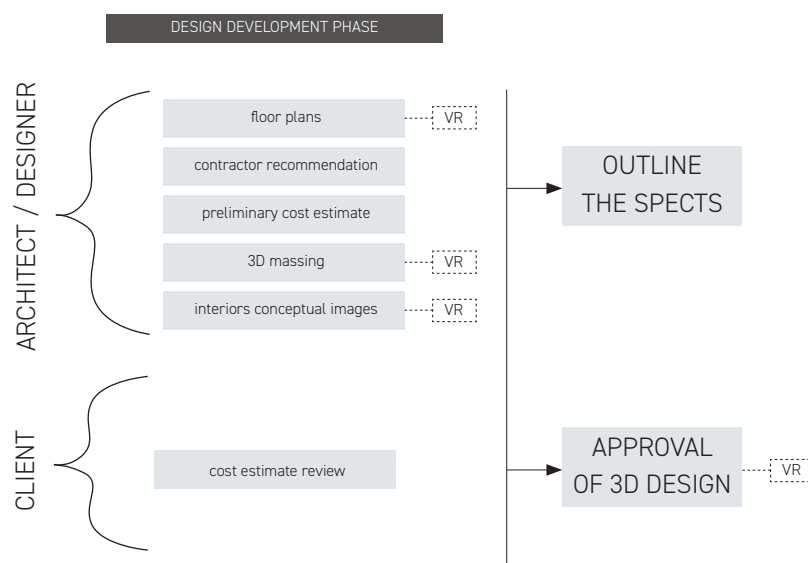 DESIGN DEVELOPMENT PHASE
ARCHITECT / DESIGNER
floor plans
VR
contractor recommendation
preliminary cost estimate
3D massing
VR
interiors conceptual images
VR
OUTLINE
THE SPECTS
CLIENT
cost estimate review
APPROVAL
OF 3D DESIGN
VR